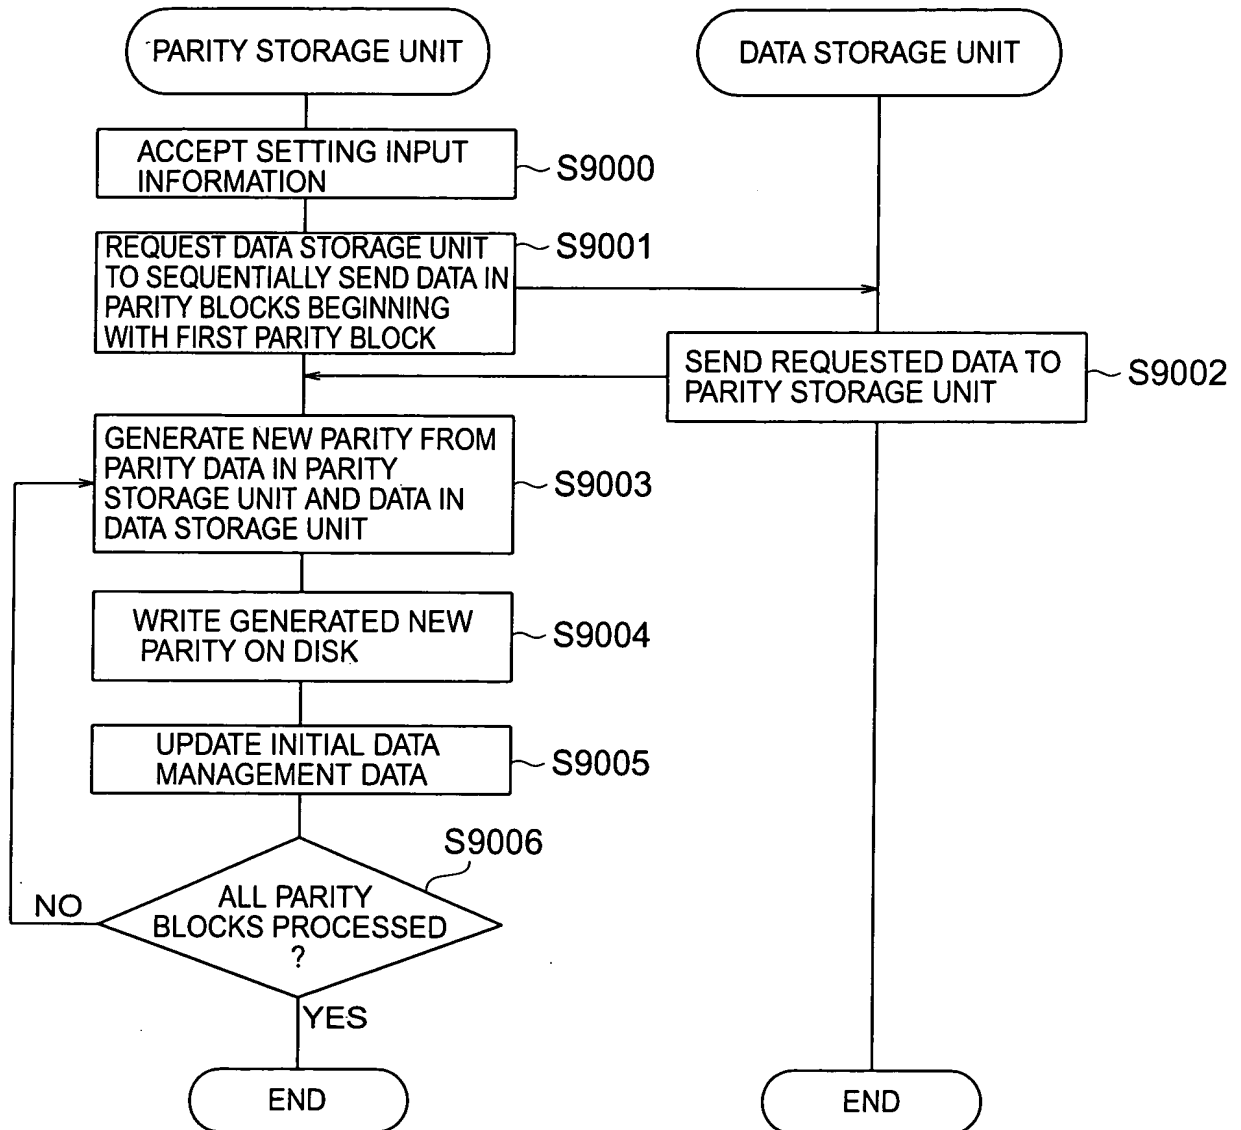 PARITY STORAGE UNIT
DATA STORAGE UNIT
ACCEPT SETTING INPUT
INFORMATION
S9000
REQUEST DATA STORAGE UNIT
TO SEQUENTIALLY SEND DATA IN
PARITY BLOCKS BEGINNING
WITH FIRST PARITY BLOCK
S9001
SEND REQUESTED DATA TO
PARITY STORAGE UNIT
S9002
GENERATE NEW PARITY FROM
PARITY DATA IN PARITY
STORAGE UNIT AND DATA IN
DATA STORAGE UNIT
S9003
WRITE GENERATED NEW
PARITY ON DISK
S9004
UPDATE INITIAL DATA
MANAGEMENT DATA
S9005
S9006
ALL PARITY
BLOCKS PROCESSED
?
NO
YES
END
END